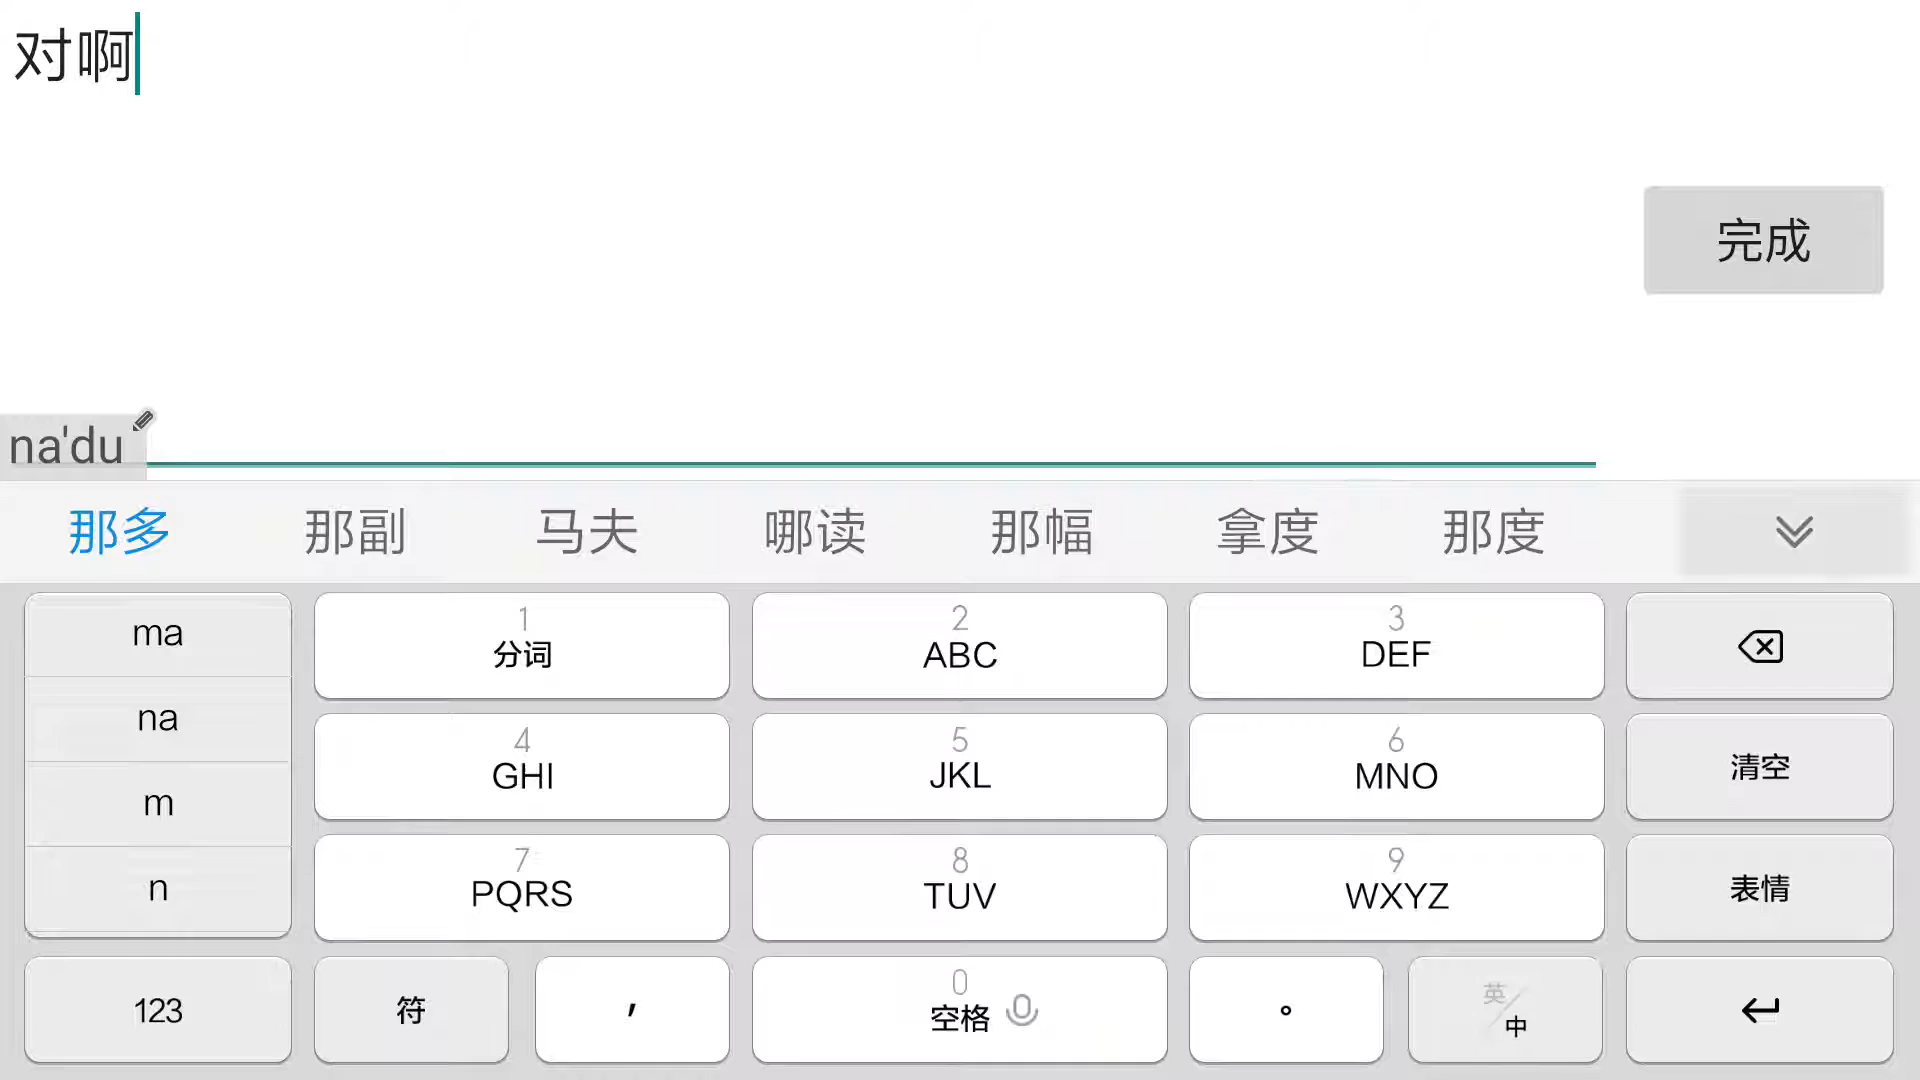 对啊
完成
na'du
那多 那副 马夫 哪读 那幅 拿度 那度
ma
na
m
n
1
分词
2
ABC
3
DEF
4
GHI
5
JKL
6
MNO
清空
7
PQRS
8
TUV
9
WXYZ
表情
123
符
，
0
空格
。
英/中